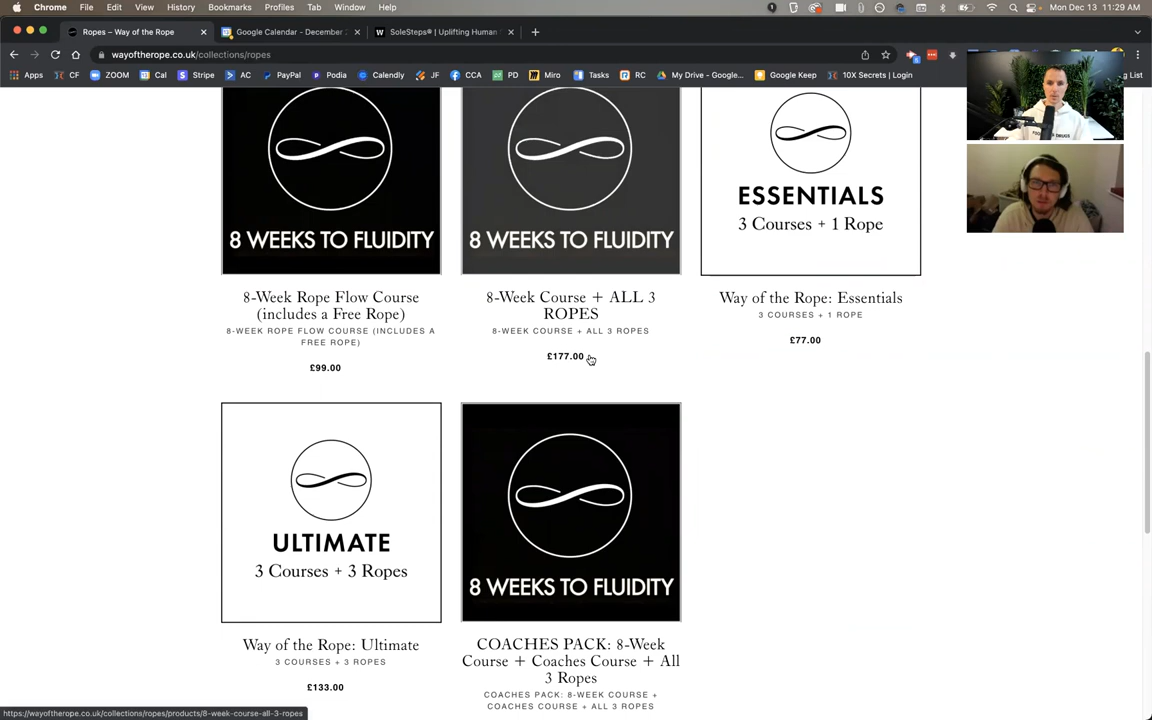 Chrome File Edit View History Bookmarks Profiles Tab Window Help Mon Dec 13 11:29 AM
Ropes – Way of the Rope
Google Calendar - December
SoleSteps® | Uplifting Human
wayoftherope.co.uk/collections/ropes
Apps CF ZOOM Cal Stripe AC PayPal Podia Calendly JF CCA PD Miro Tasks RC My Drive - Google... Google Keep 10X Secrets | Login
8 WEEKS TO FLUIDITY
8 WEEKS TO FLUIDITY
ESSENTIALS
3 Courses + 1 Rope
8-Week Rope Flow Course
(includes a Free Rope)
8-WEEK ROPE FLOW COURSE (INCLUDES A
FREE ROPE)
£99.00
8-Week Course + ALL 3
ROPES
8-WEEK COURSE + ALL 3 ROPES
£177.00
Way of the Rope: Essentials
3 COURSES + 1 ROPE
£77.00
ULTIMATE
3 Courses + 3 Ropes
8 WEEKS TO FLUIDITY
Way of the Rope: Ultimate
3 COURSES + 3 ROPES
£133.00
COACHES PACK: 8-Week
Course + Coaches Course + All
3 Ropes
COACHES PACK: 8-WEEK COURSE +
COACHES COURSE + ALL 3 ROPES
https://wayoftherope.co.uk/collections/ropes/products/8-week-course-all-3-ropes